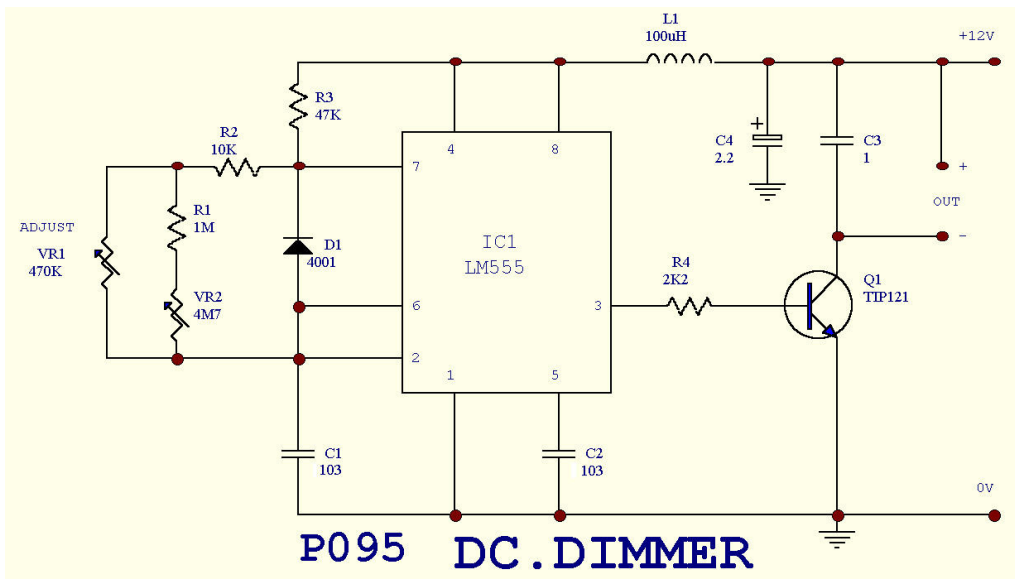 L1
100uH
+12V
R3
47K
R2
10K
4
8
C4
2.2
+
C3
1
7
+
OUT
-
ADJUST
VR1
470K
R1
1M
D1
4001
IC1
LM555
VR2
4M7
6
3
R4
2K2
Q1
TIP121
2
1
5
C1
103
C2
103
0V
P095 DC.DIMMER